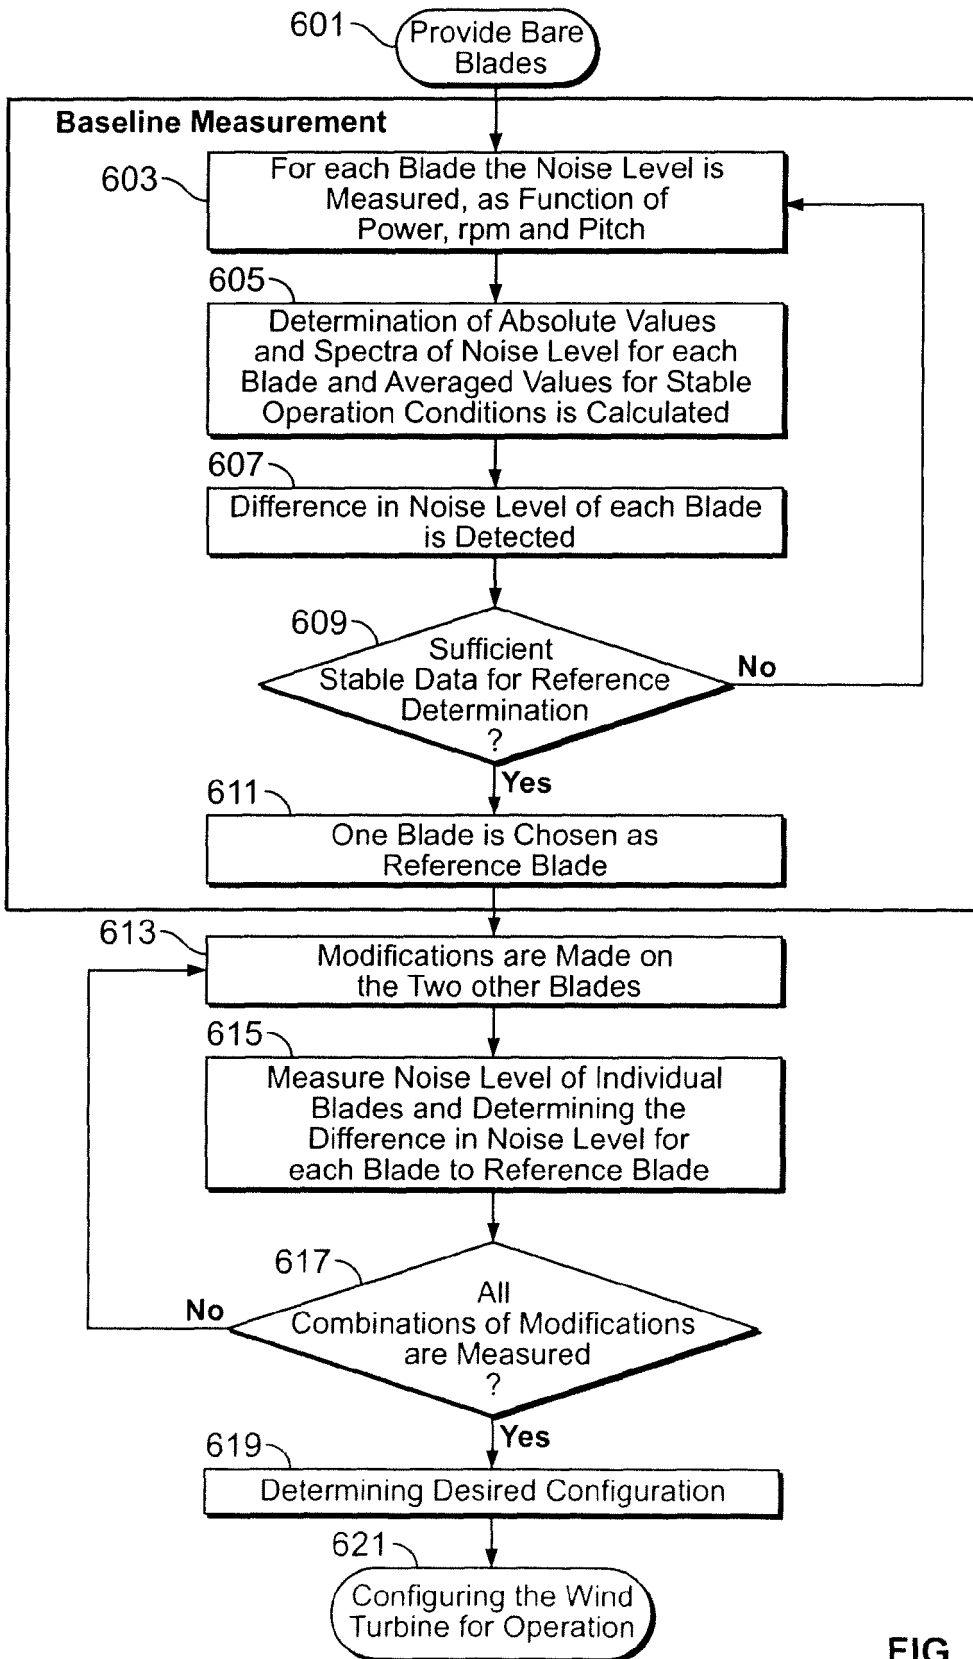 601
Provide Bare
Blades
Baseline Measurement
603
For each Blade the Noise Level is
Measured, as Function of
Power, rpm and Pitch
605
Determination of Absolute Values
and Spectra of Noise Level for each
Blade and Averaged Values for Stable
Operation Conditions is Calculated
607
Difference in Noise Level of each Blade
is Detected
609
Sufficient
Stable Data for Reference
Determination
?
No
Yes
611
One Blade is Chosen as
Reference Blade
613
Modifications are Made on
the Two other Blades
615
Measure Noise Level of Individual
Blades and Determining the
Difference in Noise Level for
each Blade to Reference Blade
617
All
Combinations of Modifications
are Measured
?
No
Yes
619
Determining Desired Configuration
621
Configuring the Wind
Turbine for Operation
FIG